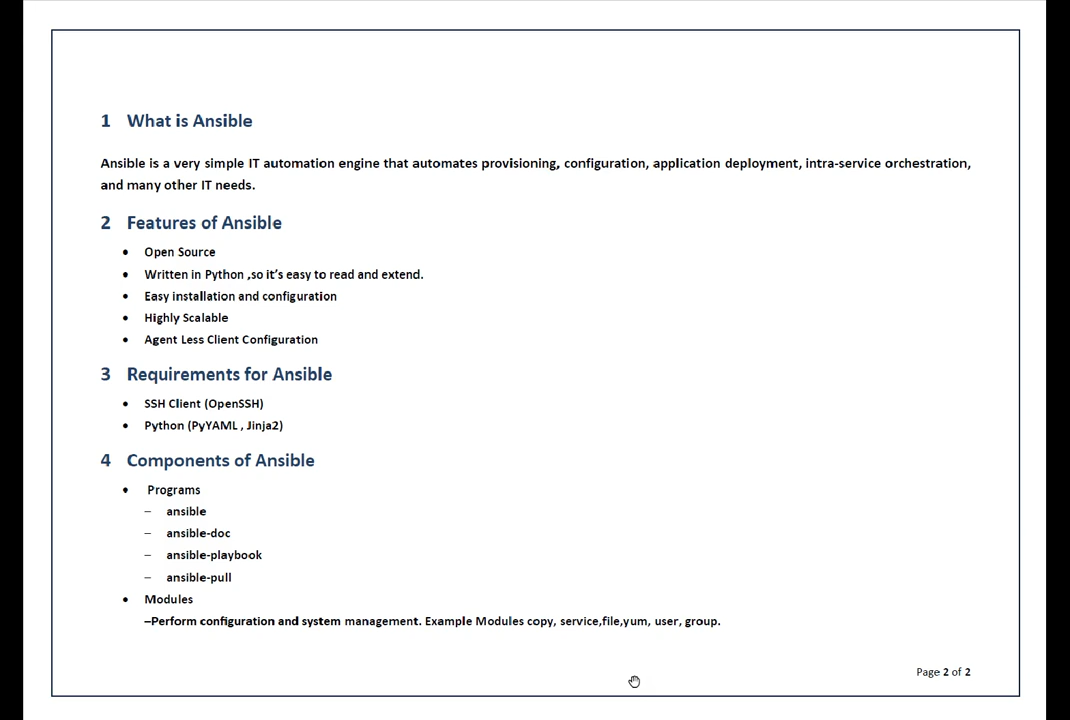 1 What is Ansible
Ansible is a very simple IT automation engine that automates provisioning, configuration, application deployment, intra-service orchestration,
and many other IT needs.
2 Features of Ansible
• Open Source
• Written in Python ,so it's easy to read and extend.
• Easy installation and configuration
• Highly Scalable
• Agent Less Client Configuration
3 Requirements for Ansible
• SSH Client (OpenSSH)
• Python (PyYAML , Jinja2)
4 Components of Ansible
• Programs
– ansible
– ansible-doc
– ansible-playbook
– ansible-pull
• Modules
–Perform configuration and system management. Example Modules copy, service,file,yum, user, group.
Page 2 of 2